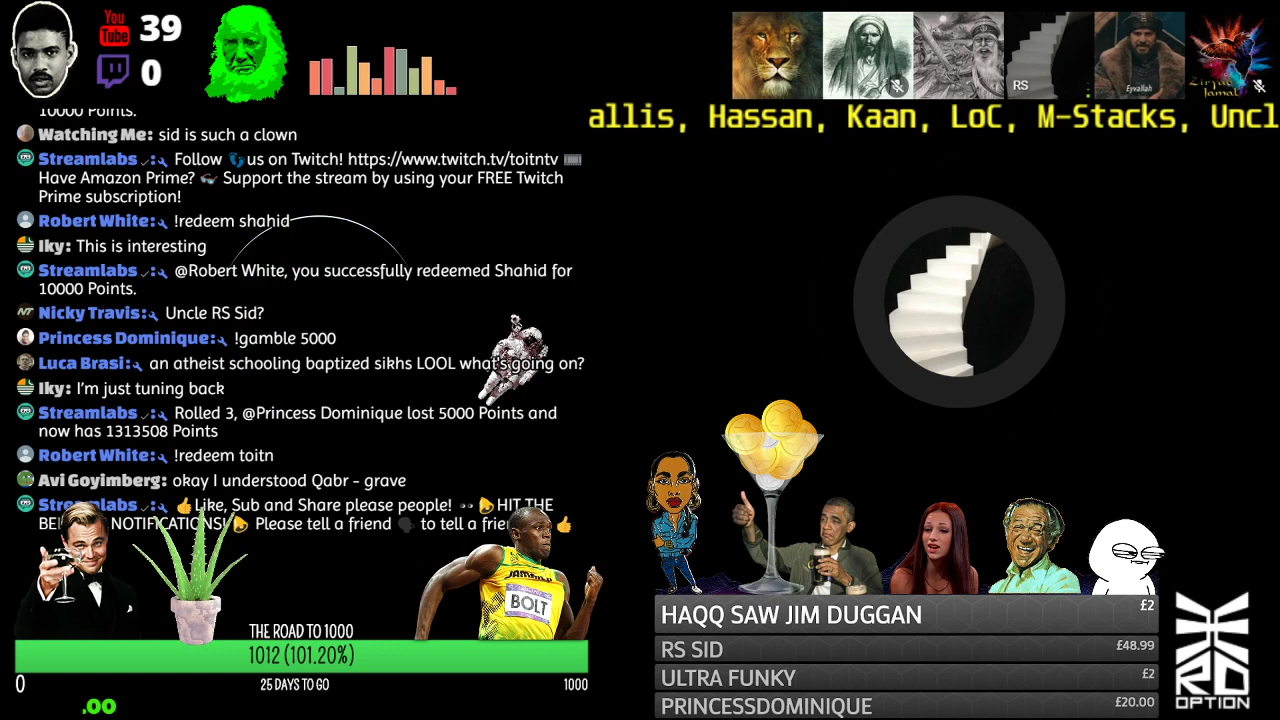 You
Tube
39
0
10000 Points.
Watching Me: sid is such a clown
Streamlabs: Follow us on Twitch! https://www.twitch.tv/toitntv
Have Amazon Prime? Support the stream by using your FREE Twitch
Prime subscription!
Robert White: !redeem shahid
Iky: This is interesting
Streamlabs: @Robert White, you successfully redeemed Shahid for
10000 Points.
NT Nicky Travis: Uncle RS Sid?
Princess Dominique: !gamble 5000
Luca Brasi: an atheist schooling baptized sikhs LOOL what's going on?
Iky: I'm just tuning back
Streamlabs: Rolled 3, @Princess Dominique lost 5000 Points and
now has 1313508 Points
Robert White: !redeem toitn
Avi Goyimberg: okay I understood Qabr - grave
Streamlabs: Like, Sub and Share please people! HIT THE
NOTIFICATIONS! Please tell a friend to tell a
JAMAICA
BOLT
THE ROAD TO 1000
1012 (101.20%)
0
25 DAYS TO GO
1000
.00
RS
Eyvallah
Ziryab
Jamal
allis, Hassan, Kaan, LoC, M-Stacks, Uncl
HAQQ SAW JIM DUGGAN £2
RS SID £48.99
ULTRA FUNKY £2
PRINCESSDOMINIQUE £20.00
OPTION